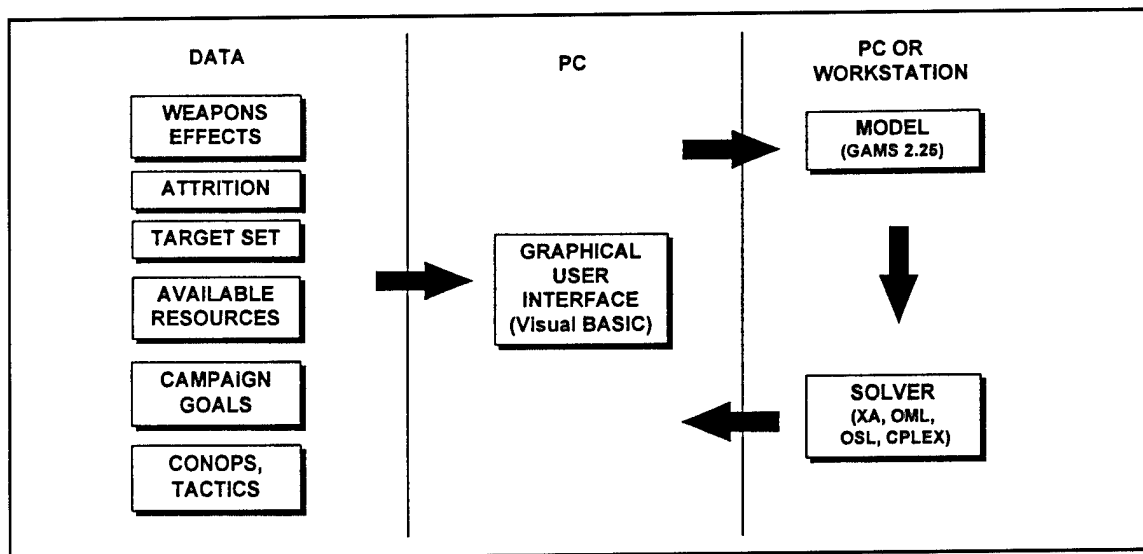 DATA
WEAPONS
EFFECTS
ATTRITION
TARGET SET
AVAILABLE
RESOURCES
CAMPAIGN
GOALS
CONOPS,
TACTICS
PC
GRAPHICAL
USER
INTERFACE
(Visual BASIC)
PC OR
WORKSTATION
MODEL
(GAMS 2.25)
SOLVER
(XA, OML,
OSL, CPLEX)